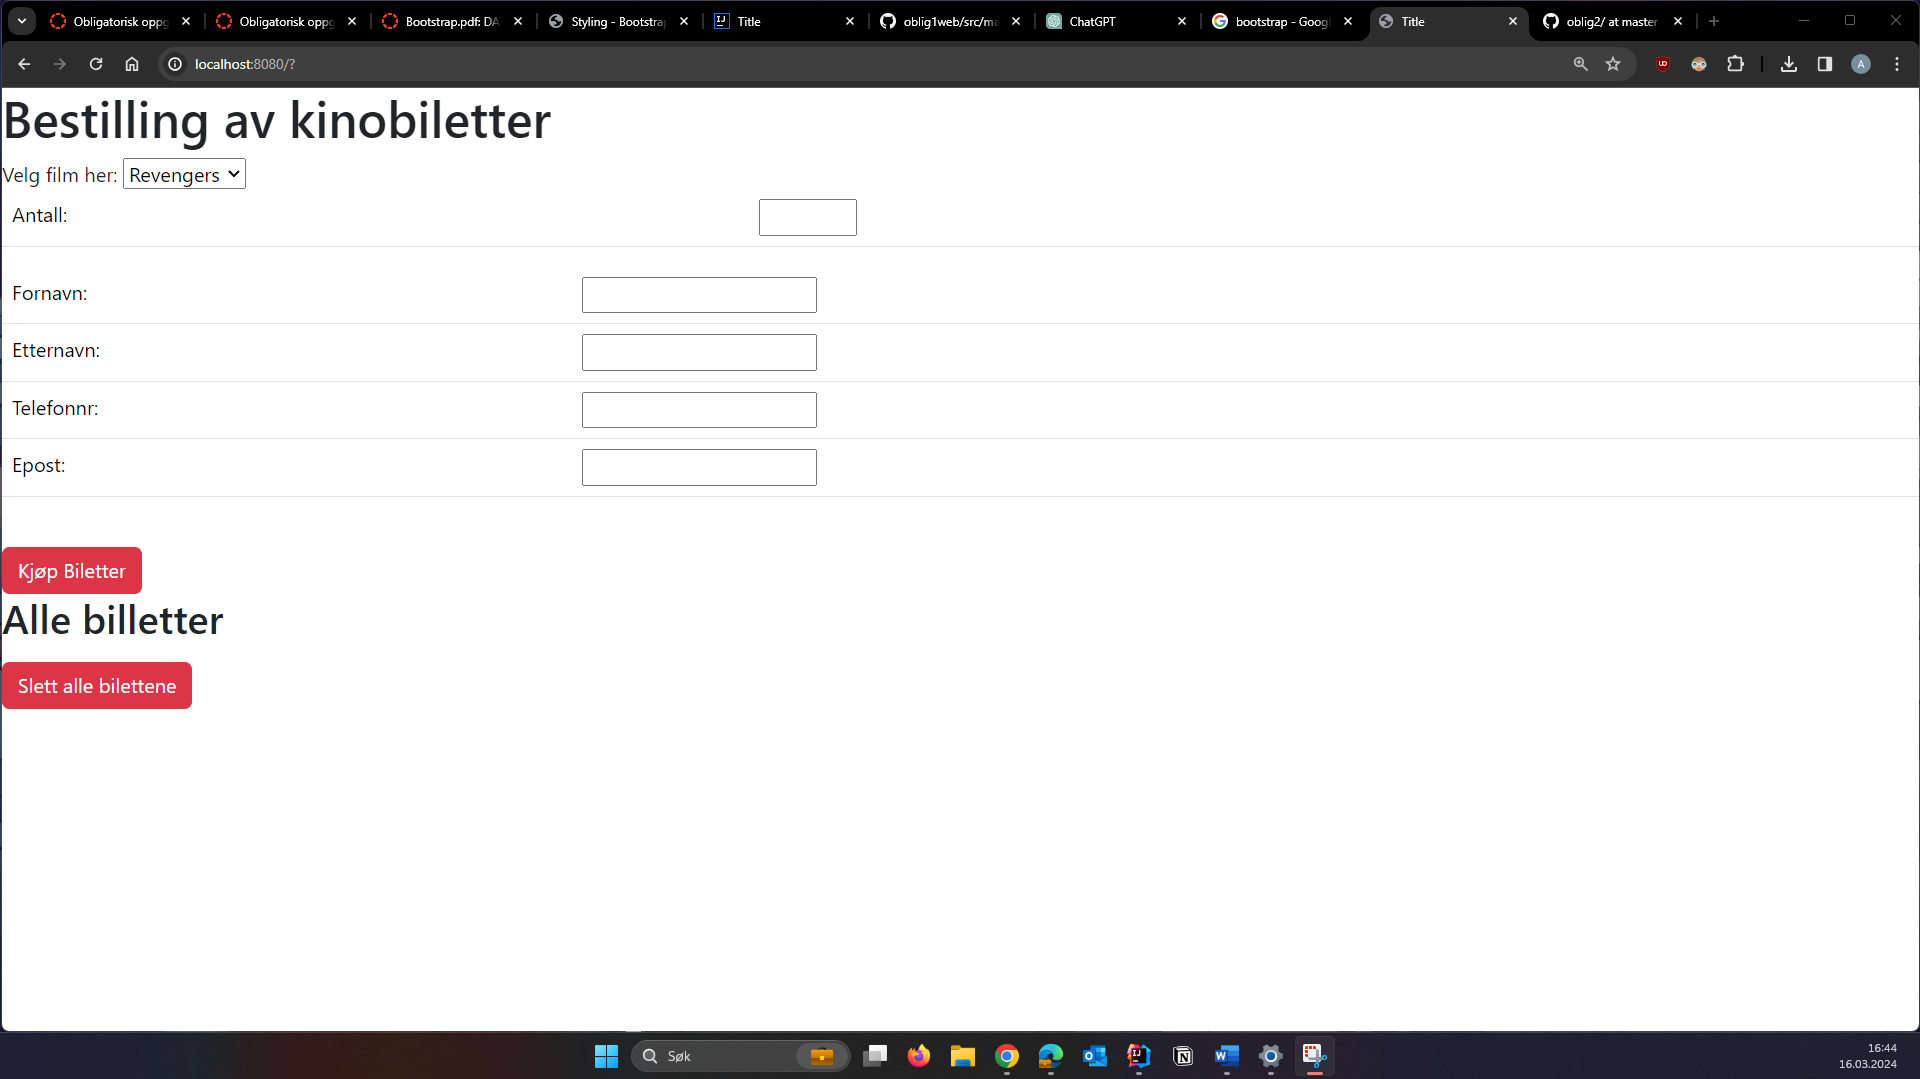 Obligatorisk oppg
Obligatorisk oppg
Bootstrap.pdf: DA
Styling - Bootstrap
Title
oblig1web/src/ma
ChatGPT
bootstrap - Googl
Title
oblig2/ at master
localhost:8080/?
A
Bestilling av kinobiletter
Velg film her: Revengers
Antall:
Fornavn:
Etternavn:
Telefonnr:
Epost:
Kjøp Biletter
Alle billetter
Slett alle bilettene
Søk
16:44
16.03.2024